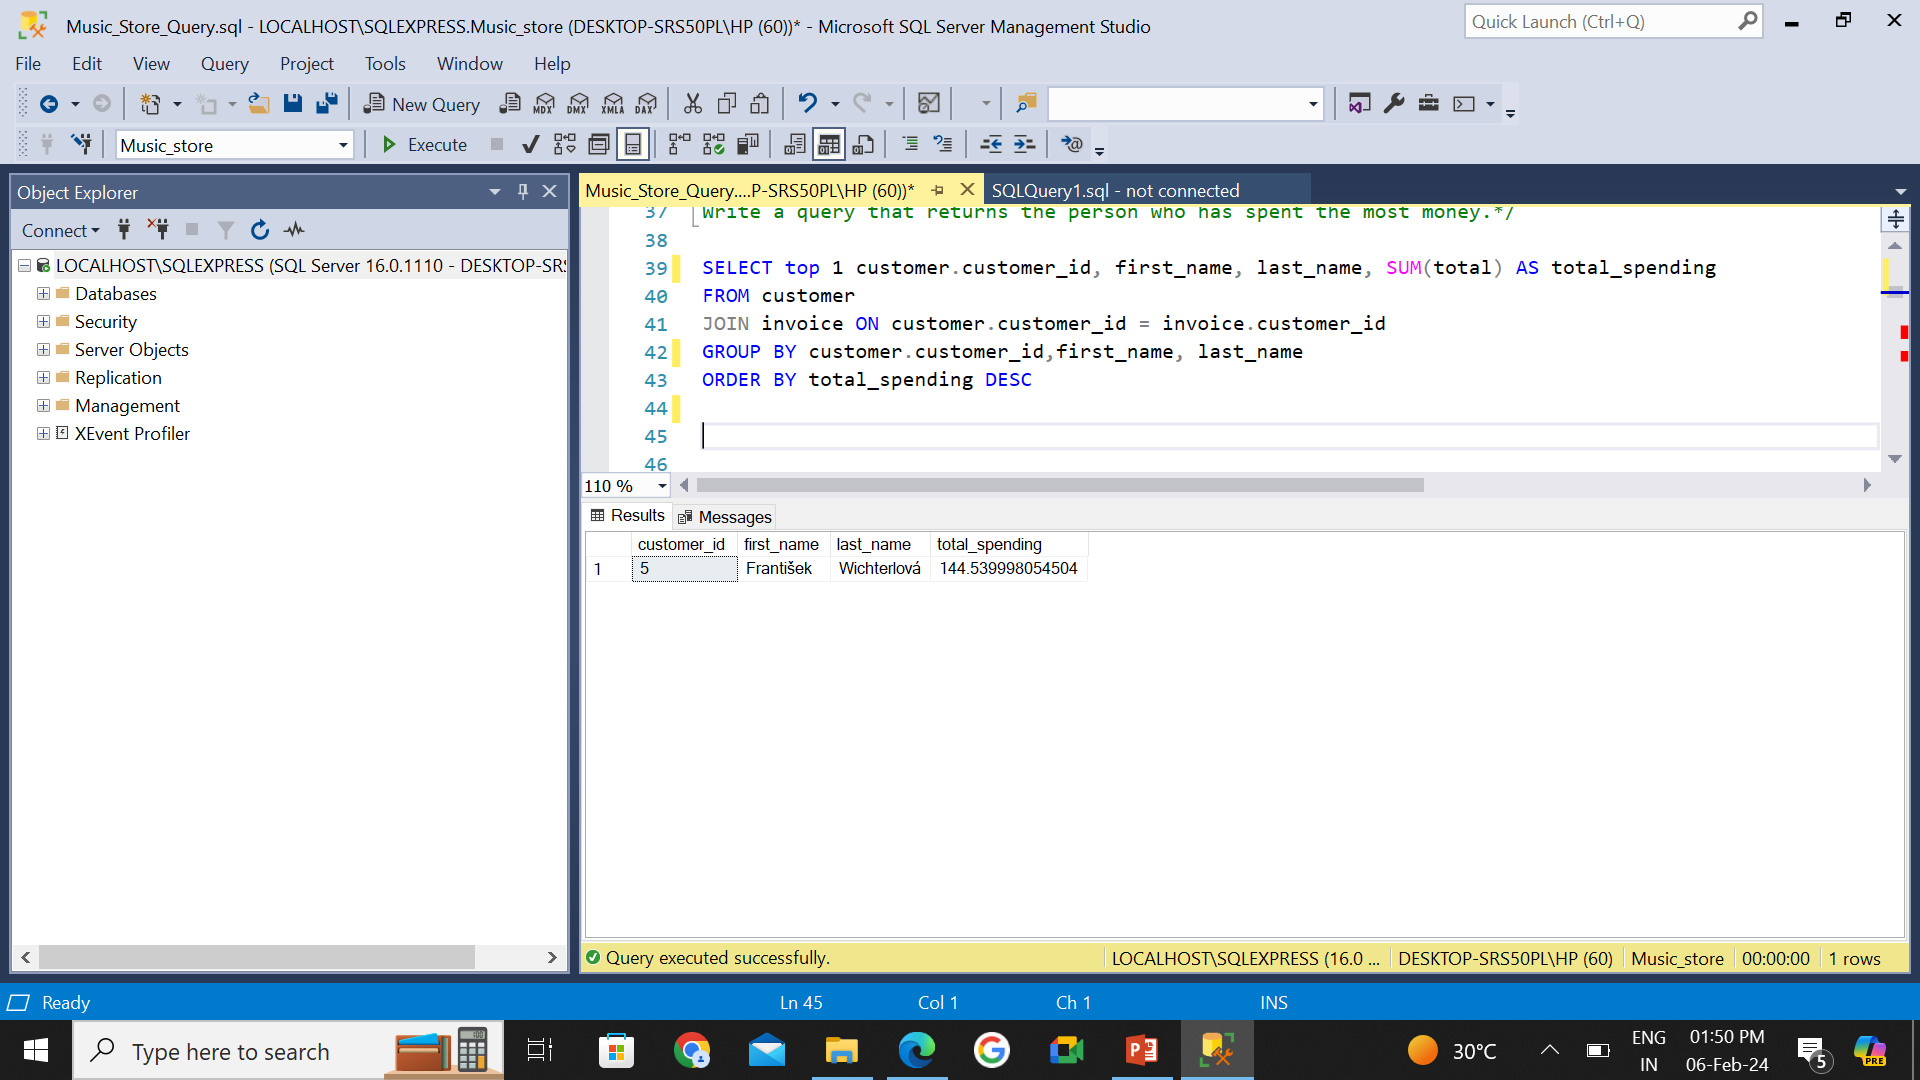 Music_Store_Query.sql - LOCALHOST\SQLEXPRESS.Music_store (DESKTOP-SRS50PL\HP (60))* - Microsoft SQL Server Management Studio
Quick Launch (Ctrl+Q)
File Edit View Query Project Tools Window Help
New Query MDX DMX XMLA DAX
Music_store Execute
Object Explorer
Connect
LOCALHOST\SQLEXPRESS (SQL Server 16.0.1110 - DESKTOP-SRS
Databases
Security
Server Objects
Replication
Management
XEvent Profiler
Music_Store_Query....P-SRS50PL\HP (60))* SQLQuery1.sql - not connected
37 Write a query that returns the person who has spent the most money.*/
38
39 SELECT top 1 customer.customer_id, first_name, last_name, SUM(total) AS total_spending
40 FROM customer
41 JOIN invoice ON customer.customer_id = invoice.customer_id
42 GROUP BY customer.customer_id,first_name, last_name
43 ORDER BY total_spending DESC
44
45
46
110 %
Results Messages
customer_id first_name last_name total_spending
1 5 František Wichterlová 144.539998054504
Query executed successfully. LOCALHOST\SQLEXPRESS (16.0 ... DESKTOP-SRS50PL\HP (60) Music_store 00:00:00 1 rows
Ready Ln 45 Col 1 Ch 1 INS
Type here to search 30°C ENG 01:50 PM
IN 06-Feb-24 5 PRE